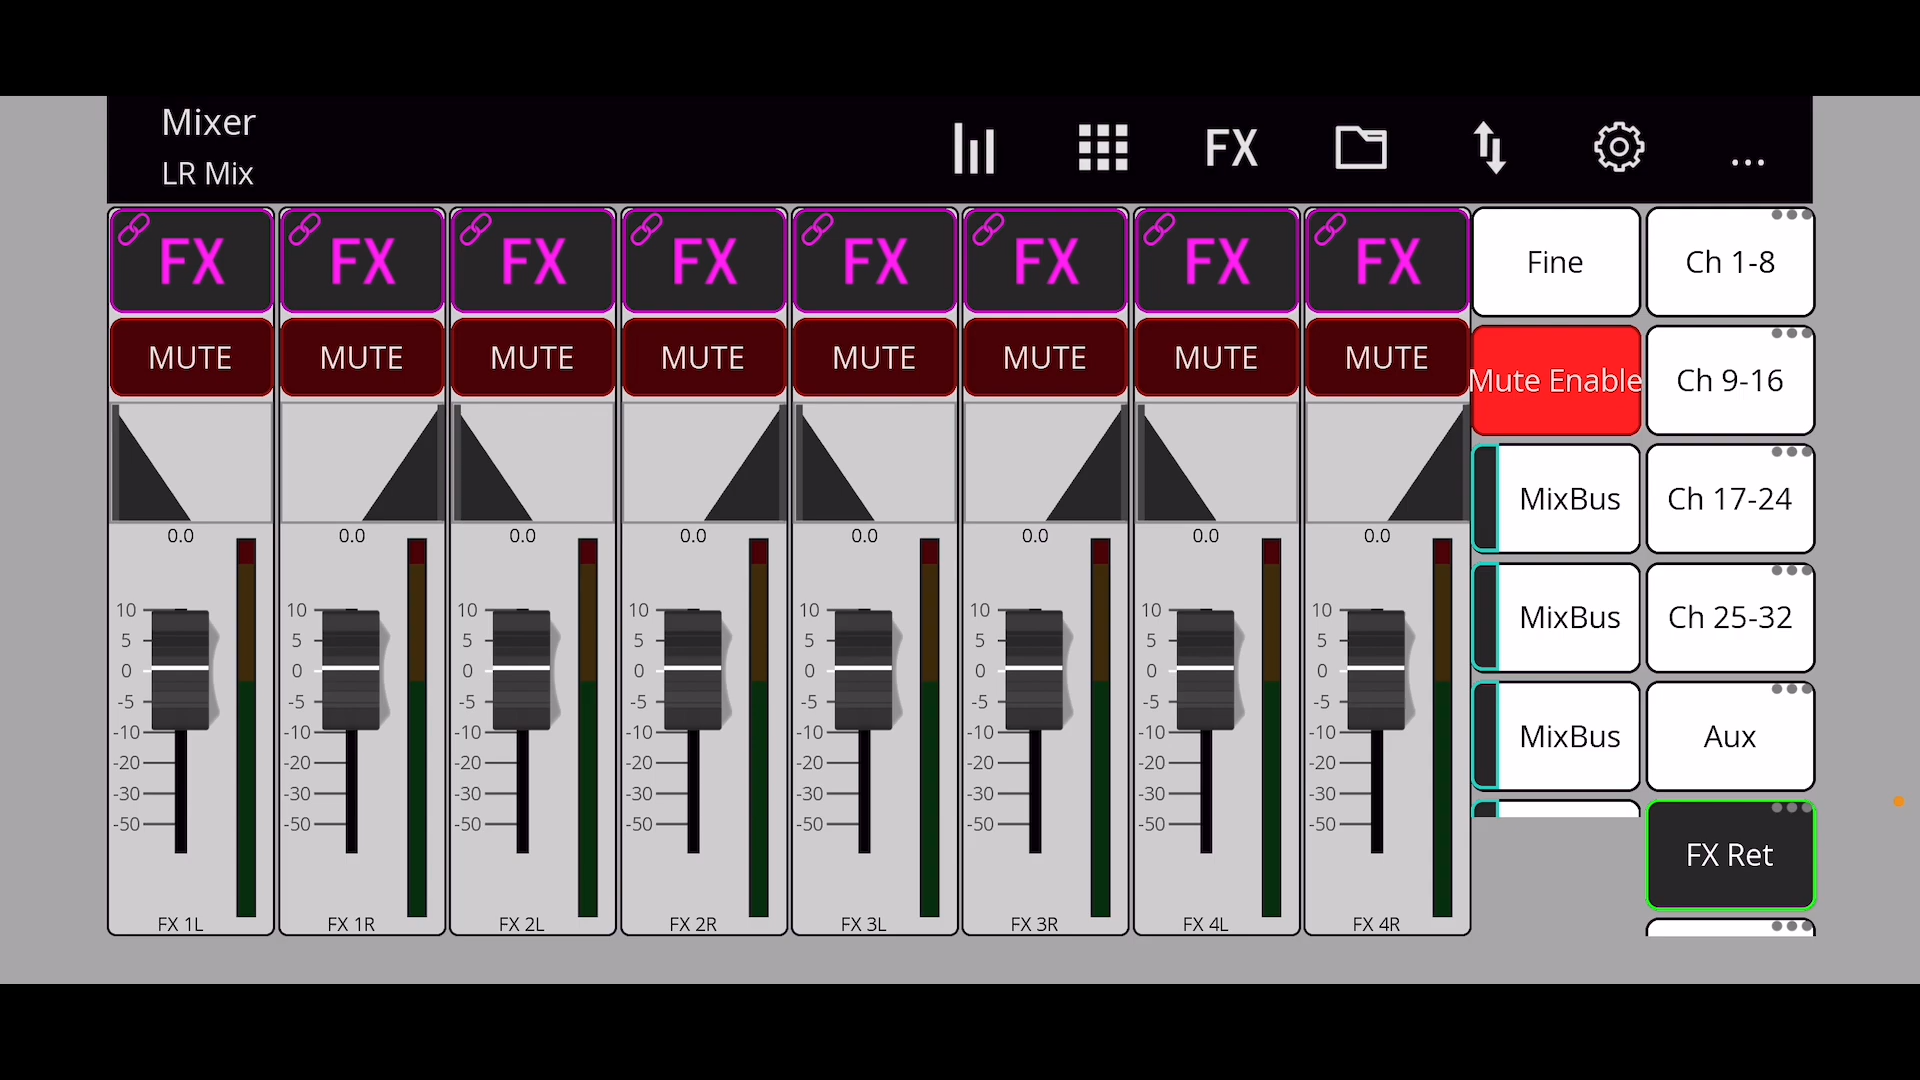 Mixer
LR Mix
FX
...
FX FX FX FX FX FX FX FX
MUTE MUTE MUTE MUTE MUTE MUTE MUTE MUTE
0.0 0.0 0.0 0.0 0.0 0.0 0.0 0.0
10 10 10 10 10 10 10 10
5 5 5 5 5 5 5 5
0 0 0 0 0 0 0 0
-5 -5 -5 -5 -5 -5 -5 -5
-10 -10 -10 -10 -10 -10 -10 -10
-20 -20 -20 -20 -20 -20 -20 -20
-30 -30 -30 -30 -30 -30 -30 -30
-50 -50 -50 -50 -50 -50 -50 -50
FX 1L FX 1R FX 2L FX 2R FX 3L FX 3R FX 4L FX 4R
Fine
Mute Enable
MixBus
MixBus
MixBus
Ch 1-8
Ch 9-16
Ch 17-24
Ch 25-32
Aux
FX Ret